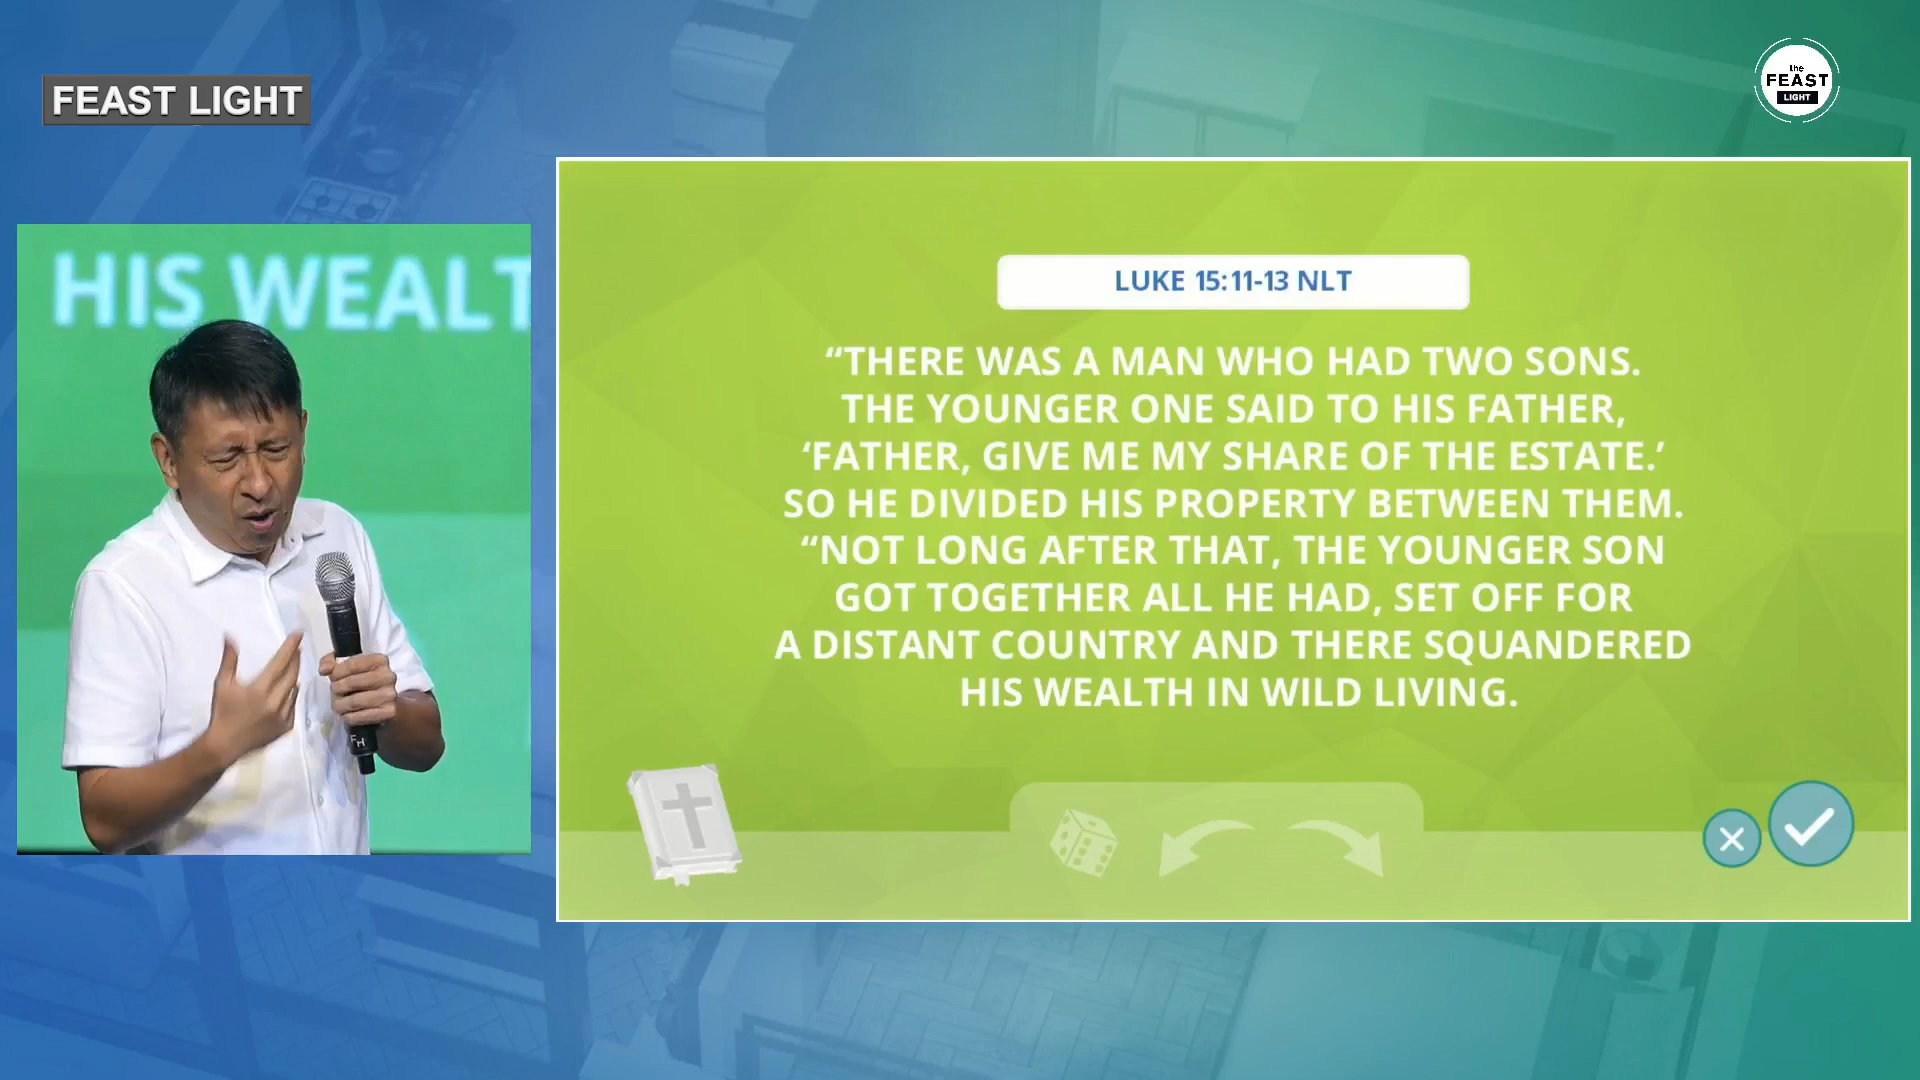 FEAST LIGHT
the
FEAST
LIGHT
HIS WEALT
LUKE 15:11-13 NLT
“THERE WAS A MAN WHO HAD TWO SONS.
THE YOUNGER ONE SAID TO HIS FATHER,
‘FATHER, GIVE ME MY SHARE OF THE ESTATE.’
SO HE DIVIDED HIS PROPERTY BETWEEN THEM.
“NOT LONG AFTER THAT, THE YOUNGER SON
GOT TOGETHER ALL HE HAD, SET OFF FOR
A DISTANT COUNTRY AND THERE SQUANDERED
HIS WEALTH IN WILD LIVING.
FH